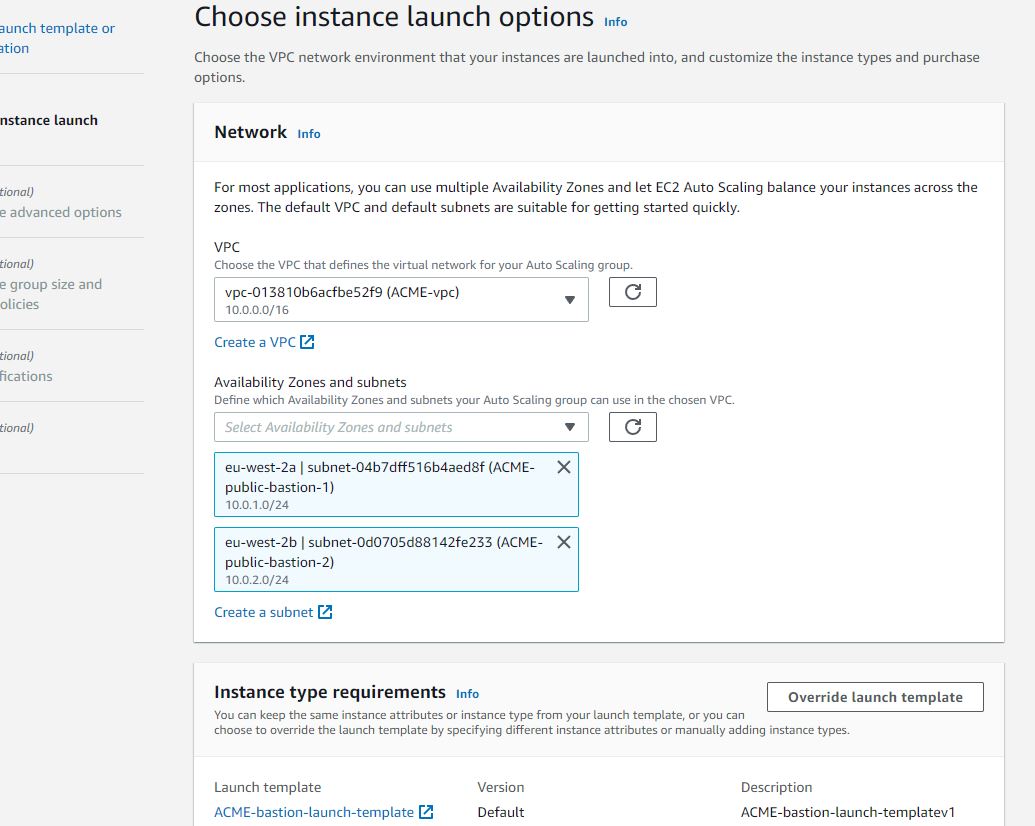 Choose instance launch options Info
Choose the VPC network environment that your instances are launched into, and customize the instance types and purchase
options.
aunch template or
ation
nstance launch
tional)
e advanced options
tional)
e group size and
olicies
tional)
fications
tional)
Network Info
For most applications, you can use multiple Availability Zones and let EC2 Auto Scaling balance your instances across the
zones. The default VPC and default subnets are suitable for getting started quickly.
VPC
Choose the VPC that defines the virtual network for your Auto Scaling group.
vpc-013810b6acfbe52f9 (ACME-vpc)
10.0.0.0/16
Create a VPC
Availability Zones and subnets
Define which Availability Zones and subnets your Auto Scaling group can use in the chosen VPC.
Select Availability Zones and subnets
eu-west-2a | subnet-04b7dff516b4aed8f (ACME-
public-bastion-1)
10.0.1.0/24
eu-west-2b | subnet-0d0705d88142fe233 (ACME-
public-bastion-2)
10.0.2.0/24
Create a subnet
Instance type requirements Info
Override launch template
You can keep the same instance attributes or instance type from your launch template, or you can
choose to override the launch template by specifying different instance attributes or manually adding instance types.
Launch template
ACME-bastion-launch-template
Version
Default
Description
ACME-bastion-launch-templatev1